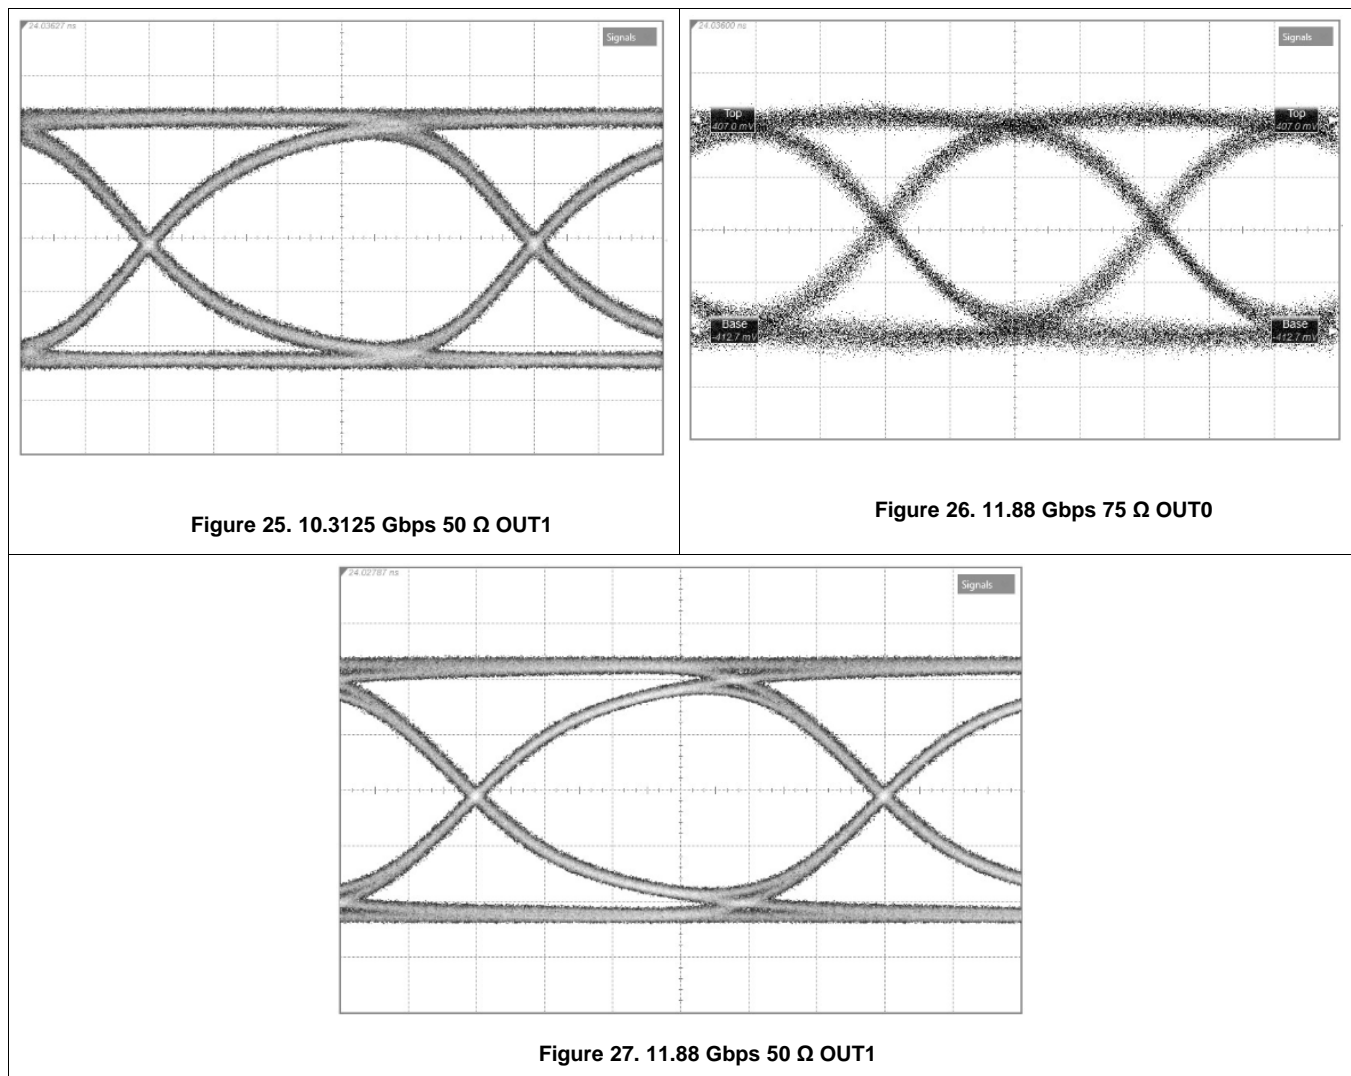 24.03627 ns
Signals
Figure 25. 10.3125 Gbps 50 Ω OUT1
24.03600 ns
Signals
Top
407.0 mV
Top
407.0 mV
Base
-412.7 mV
Base
-412.7 mV
Figure 26. 11.88 Gbps 75 Ω OUT0
24.02787 ns
Signals
Figure 27. 11.88 Gbps 50 Ω OUT1